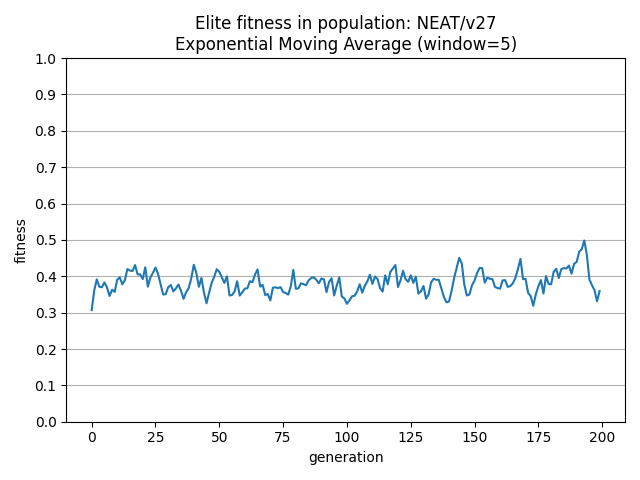 Elite fitness in population: NEAT/v27
Exponential Moving Average (window=5)
1.0
0.9
0.8
0.7
0.6
0.5
0.4
0.3
0.2
0.1
0.0
fitness
0 25 50 75 100 125 150 175 200
generation